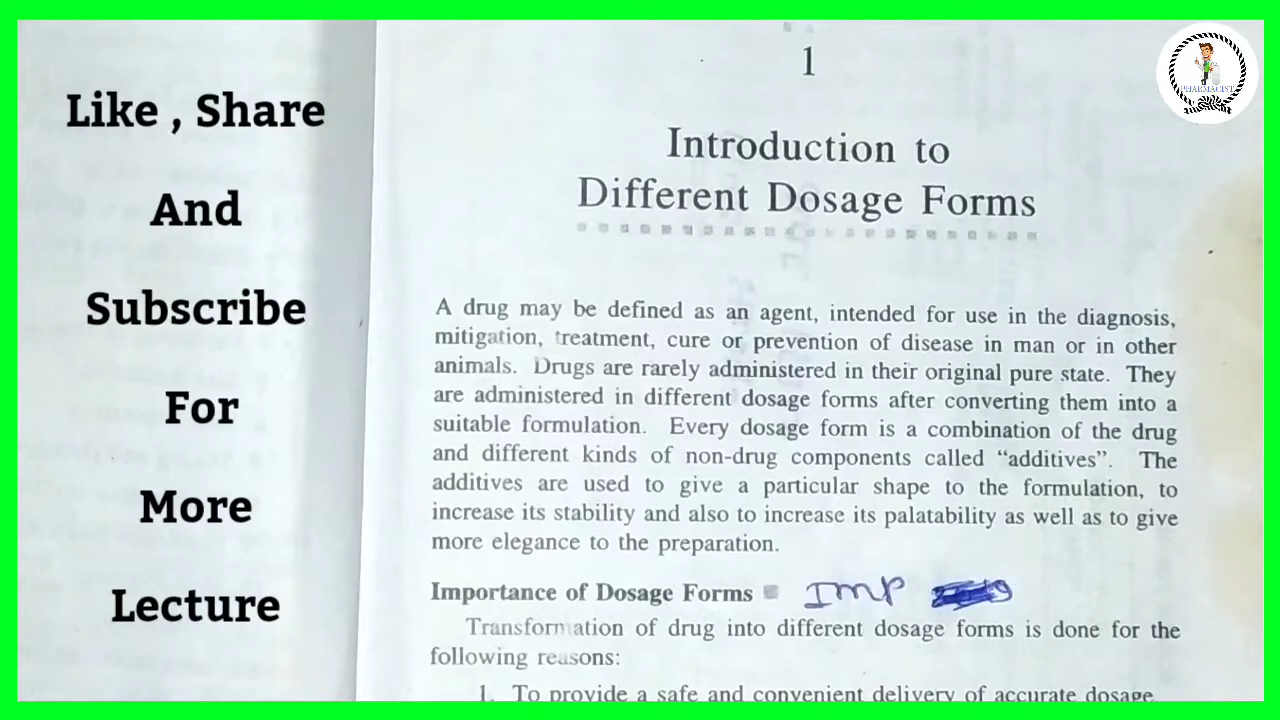 Like , Share
And
Subscribe
For
More
Lecture
PHARMACIST
1
Introduction to
Different Dosage Forms
A drug may be defined as an agent, intended for use in the diagnosis,
mitigation, treatment, cure or prevention of disease in man or in other
animals. Drugs are rarely administered in their original pure state. They
are administered in different dosage forms after converting them into a
suitable formulation. Every dosage form is a combination of the drug
and different kinds of non-drug components called “additives”. The
additives are used to give a particular shape to the formulation, to
increase its stability and also to increase its palatability as well as to give
more elegance to the preparation.
Importance of Dosage Forms IMP
Transformation of drug into different dosage forms is done for the
following reasons:
1. To provide a safe and convenient delivery of accurate dosage.